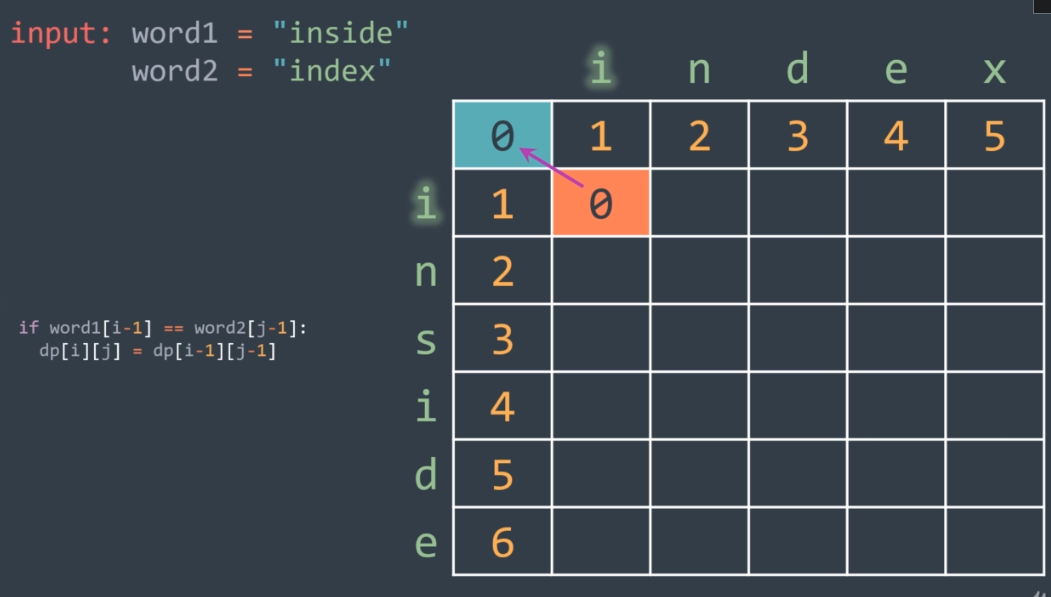 input: word1 = "inside"
word2 = "index"
i n d e x
0 1 2 3 4 5
i 1 0
n 2
s 3
i 4
d 5
e 6
if word1[i-1] == word2[j-1]:
dp[i][j] = dp[i-1][j-1]